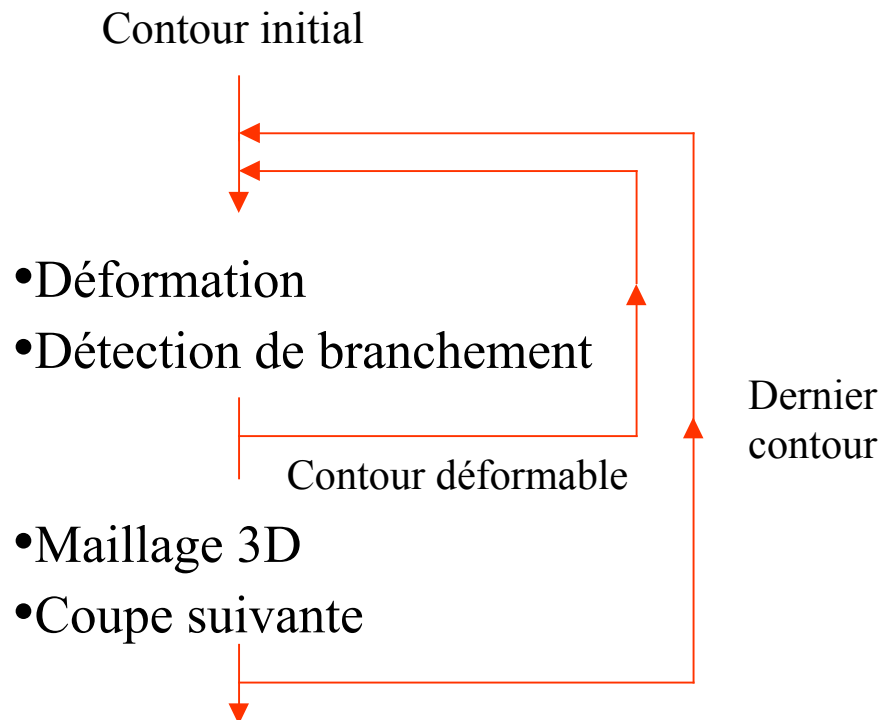 Contour initial
•Déformation
•Détection de branchement
Dernier
contour
Contour déformable
•Maillage 3D
•Coupe suivante